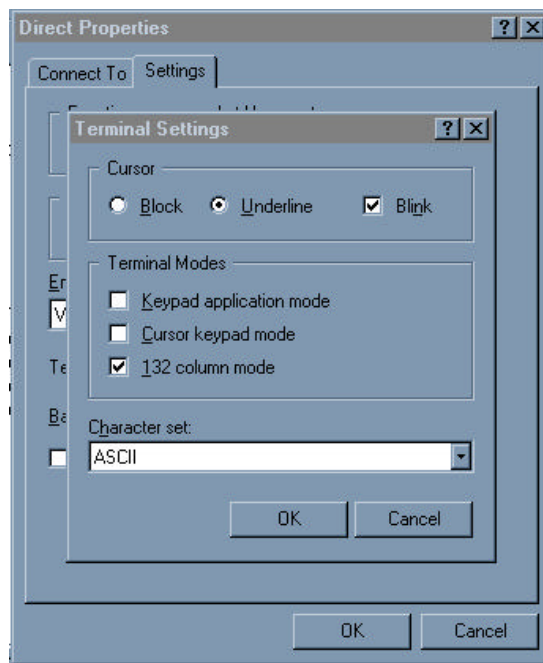 Direct Properties
Connect To Settings
Terminal Settings
Cursor
Block Underline Blink
Terminal Modes
Keypad application mode
Cursor keypad mode
132 column mode
Character set:
ASCII
OK Cancel
OK Cancel